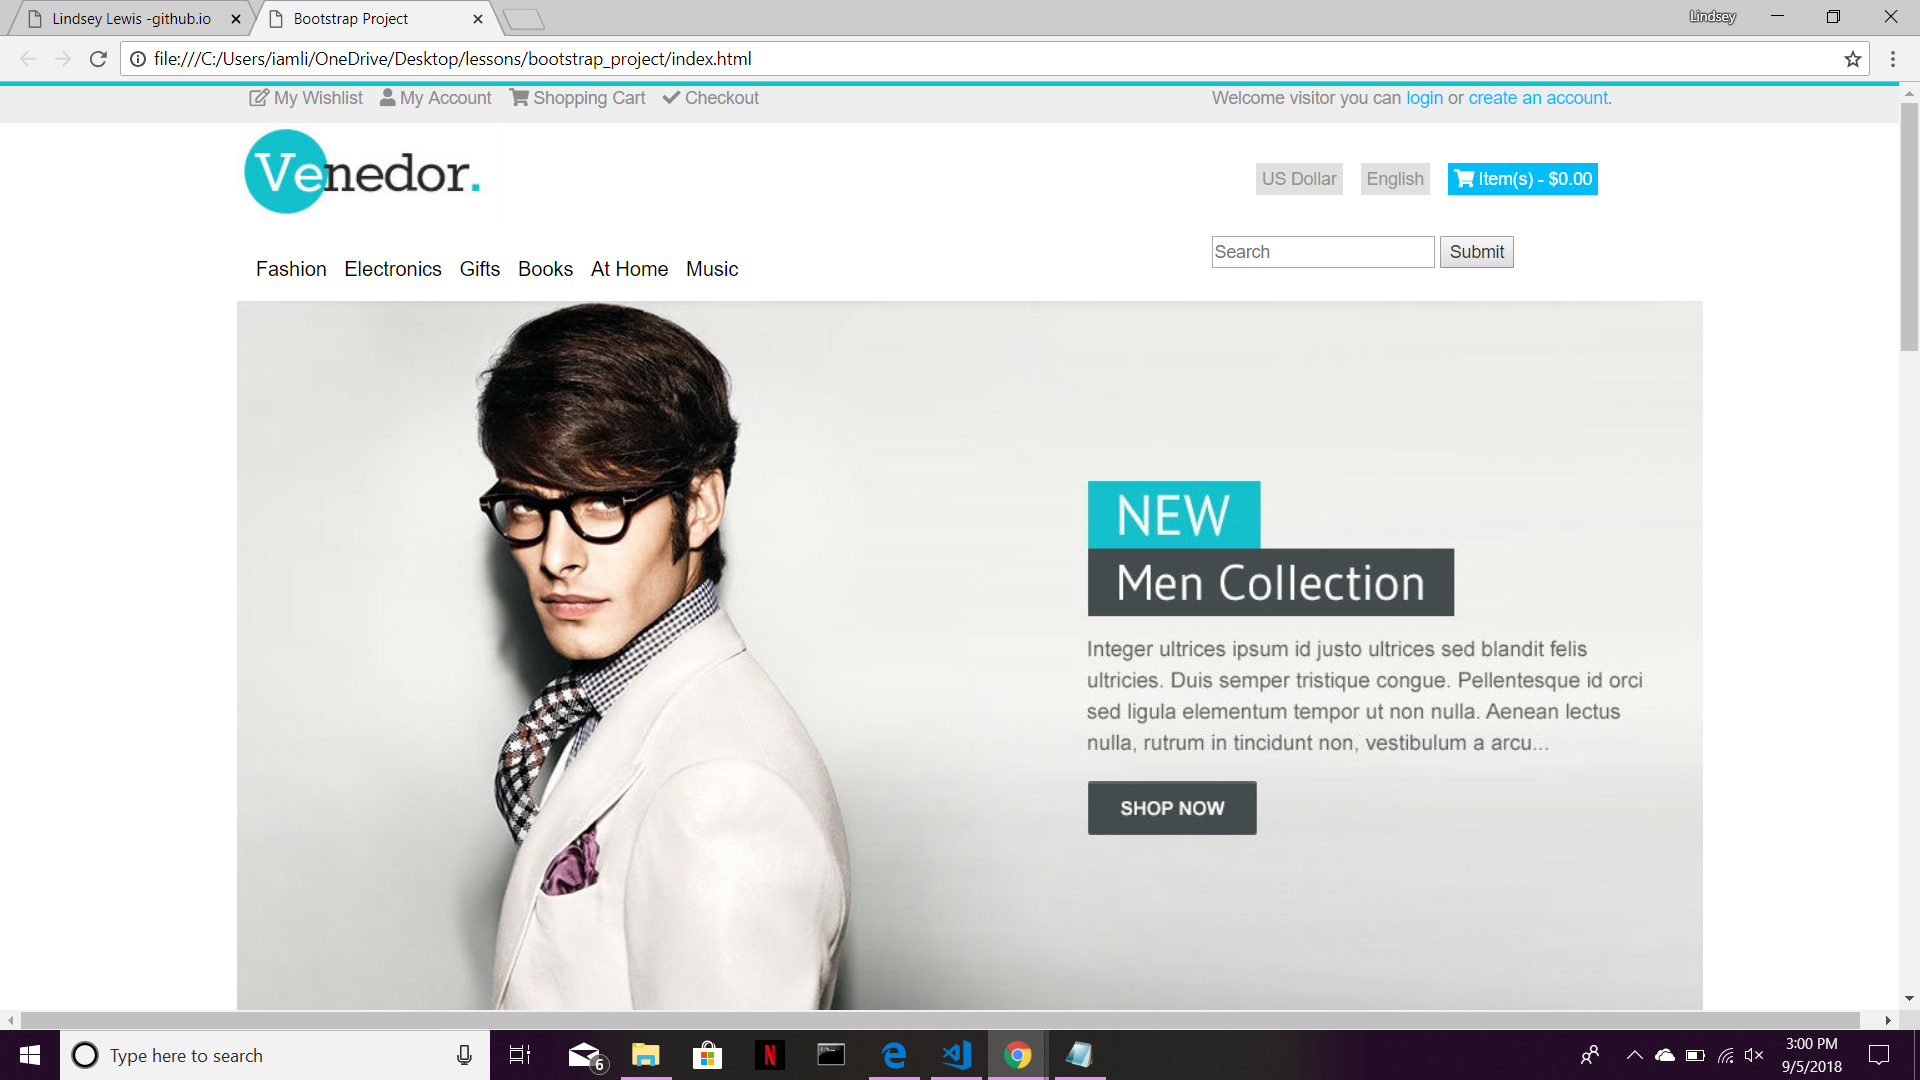 Lindsey Lewis -github.io
Bootstrap Project
Lindsey
file:///C:/Users/iamli/OneDrive/Desktop/lessons/bootstrap_project/index.html
My Wishlist My Account Shopping Cart Checkout
Welcome visitor you can login or create an account.
Venedor.
US Dollar English Item(s) - $0.00
Search Submit
Fashion Electronics Gifts Books At Home Music
NEW
Men Collection
Integer ultrices ipsum id justo ultrices sed blandit felis
ultricies. Duis semper tristique congue. Pellentesque id orci
sed ligula elementum tempor ut non nulla. Aenean lectus
nulla, rutrum in tincidunt non, vestibulum a arcu...
SHOP NOW
Type here to search
6
N
3:00 PM
9/5/2018